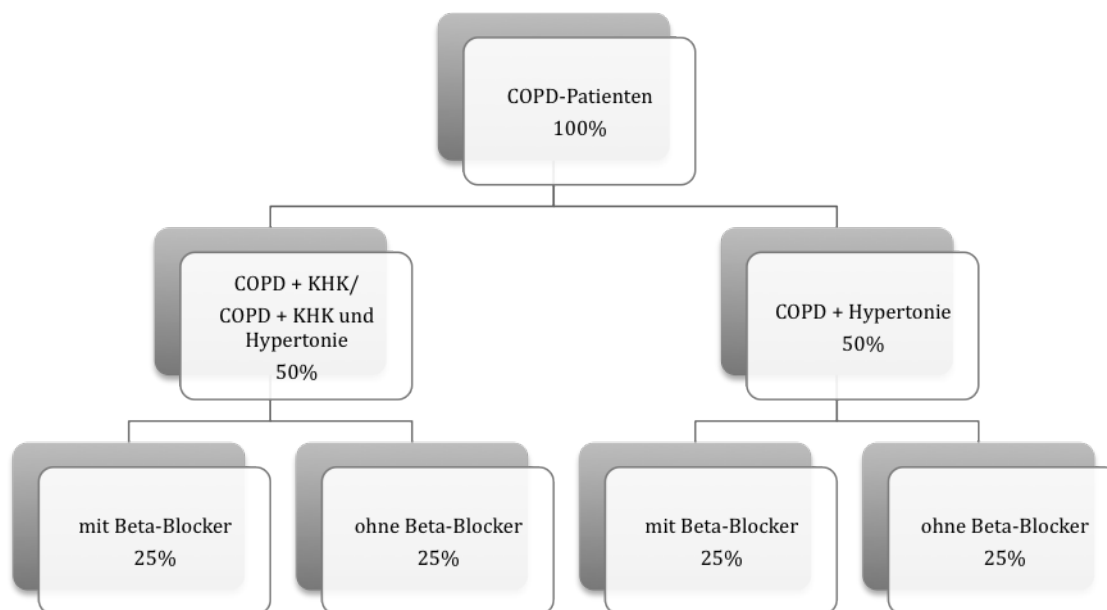 COPD-Patienten
100%
COPD + KHK/
COPD + KHK und
Hypertonie
50%
COPD + Hypertonie
50%
mit Beta-Blocker
25%
ohne Beta-Blocker
25%
mit Beta-Blocker
25%
ohne Beta-Blocker
25%